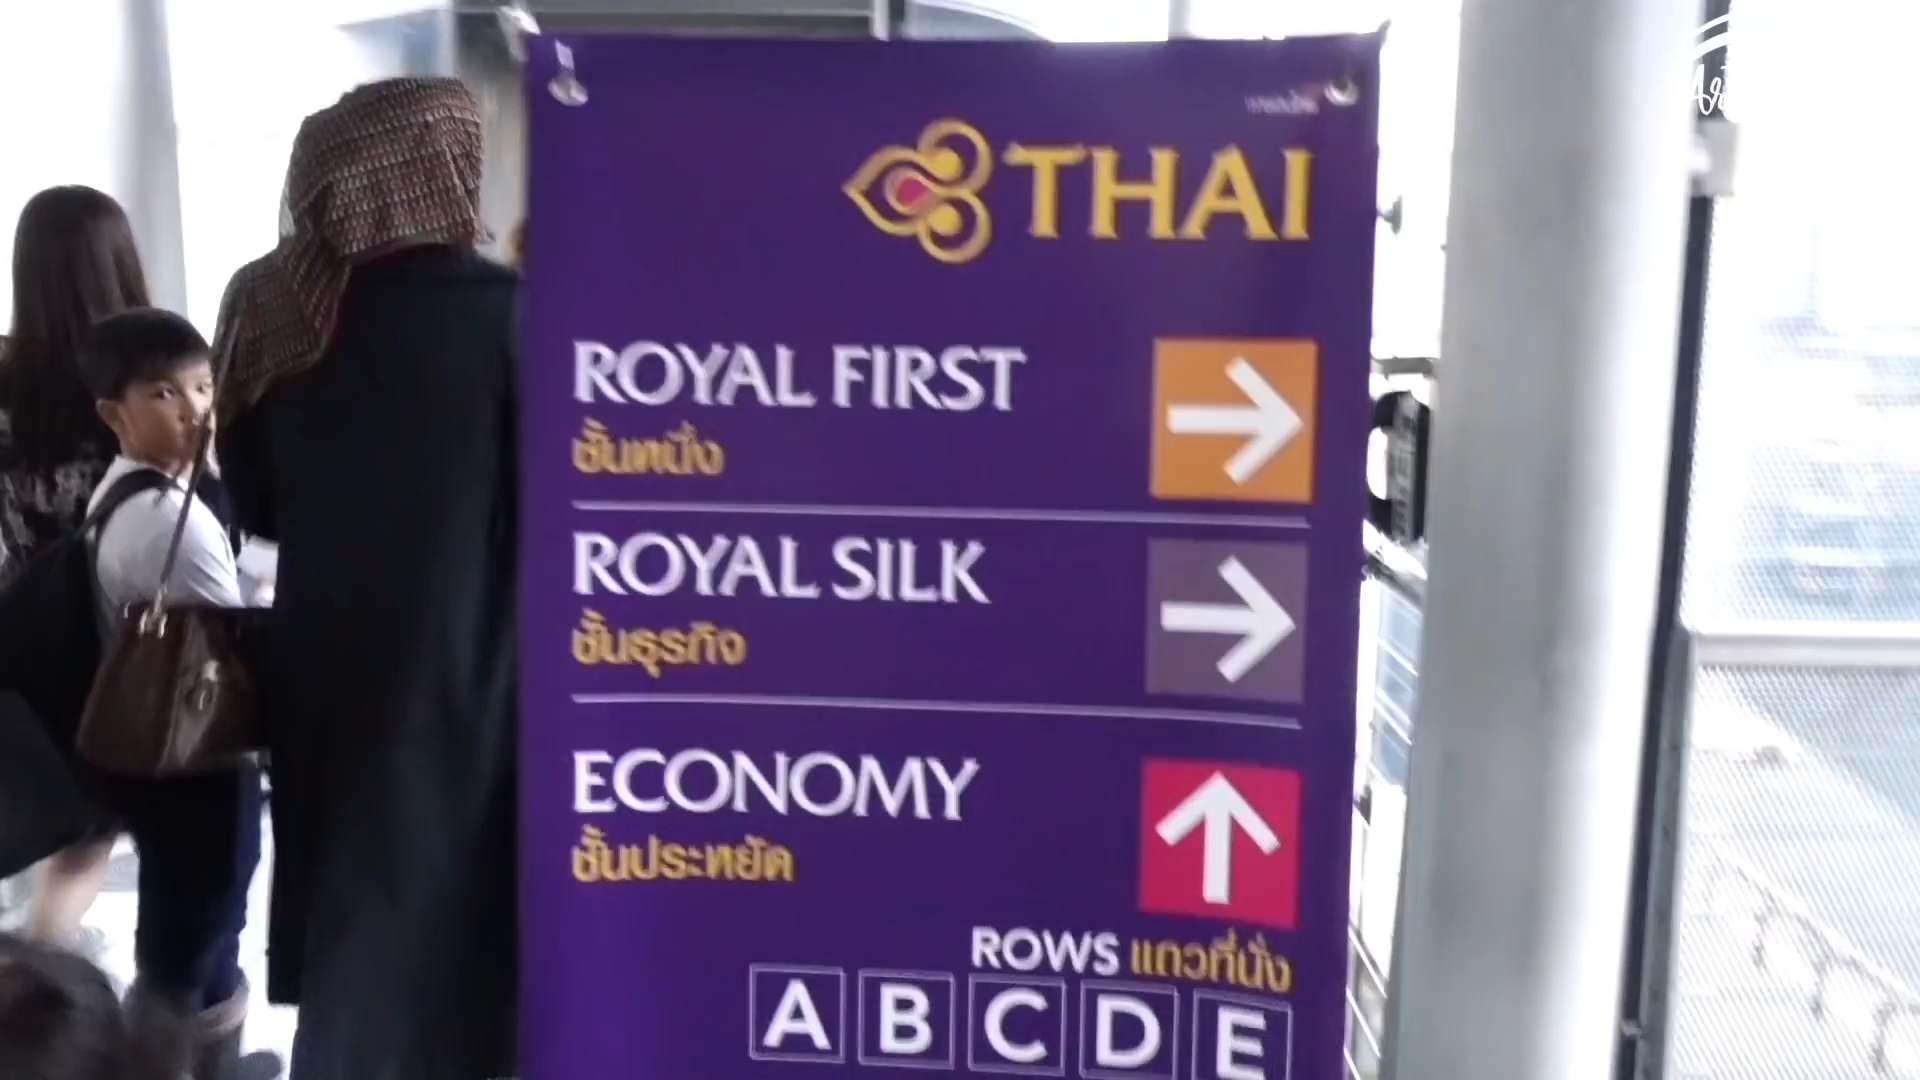 THAI
ROYAL FIRST
ชั้นหนึ่ง
ROYAL SILK
ชั้นธุรกิจ
ECONOMY
ชั้นประหยัด
ROWS แถวที่นั่ง
A B C D E